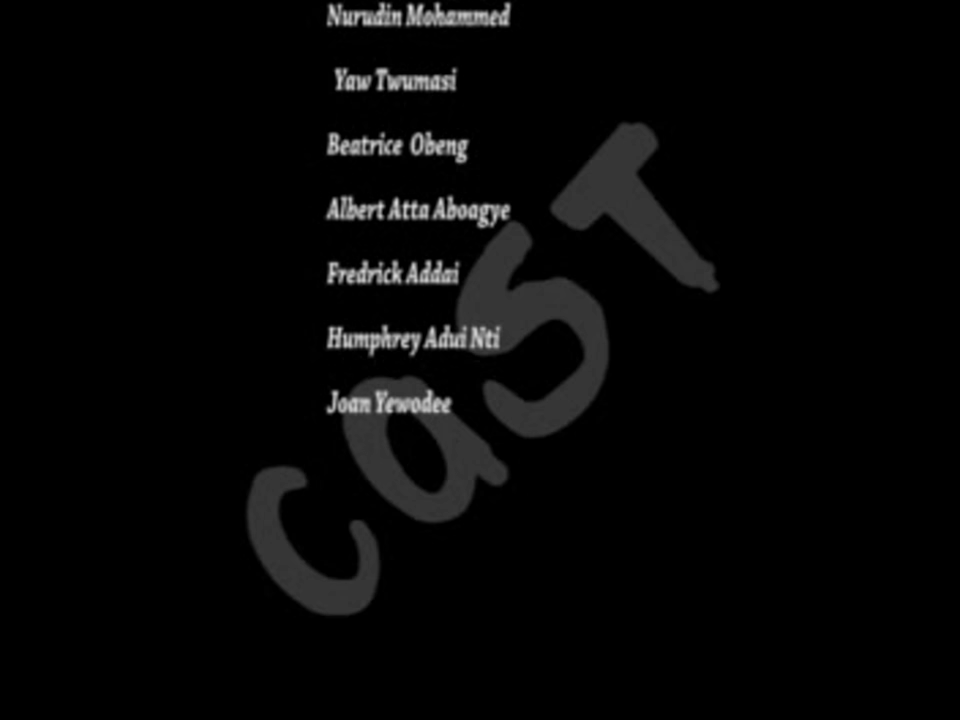 Nurudin Mohammed
Yaw Twumasi
Beatrice Obeng
Albert Atta Aboagye
Fredrick Addai
Humphrey Adui Nti
Joan Yewodee
cast